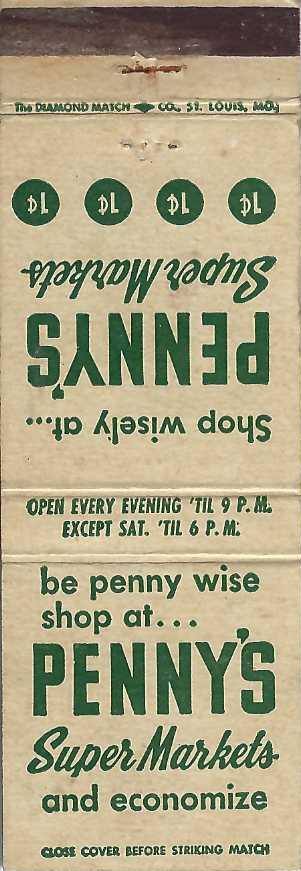 The DIAMOND MATCH CO., ST. LOUIS, MO.
1¢ 1¢ 1¢ 1¢
Shop wisely at...
PENNY'S
Super Markets
OPEN EVERY EVENING 'TIL 9 P.M.
EXCEPT SAT. 'TIL 6 P.M.
be penny wise
shop at...
PENNY'S
Super Markets
and economize
CLOSE COVER BEFORE STRIKING MATCH